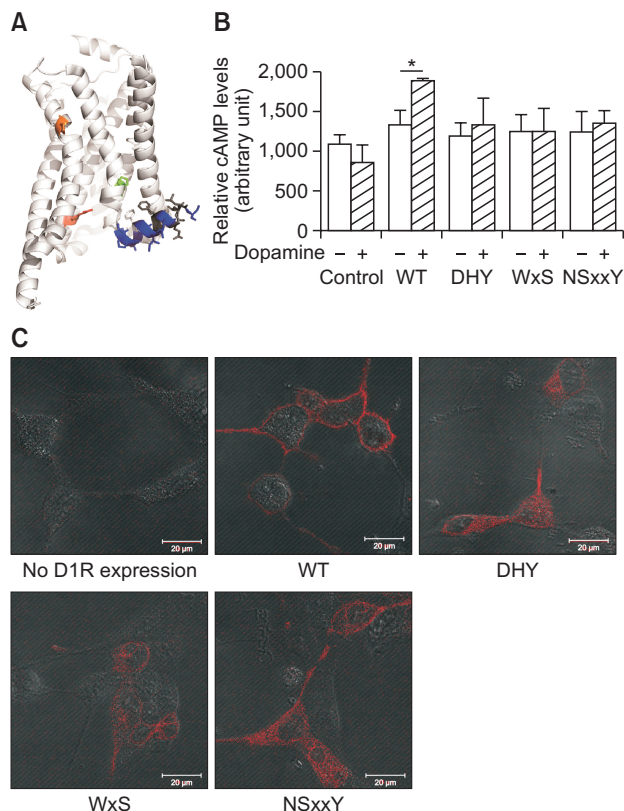 A
B
Relative cAMP levels
(arbitrary unit)
2,000
1,500
1,000
500
0
*
Dopamine – + – + – + – + – +
Control WT DHY WxS NSxxY
C
20 μm 20 μm 20 μm
No D1R expression WT DHY
20 μm 20 μm
WxS NSxxY